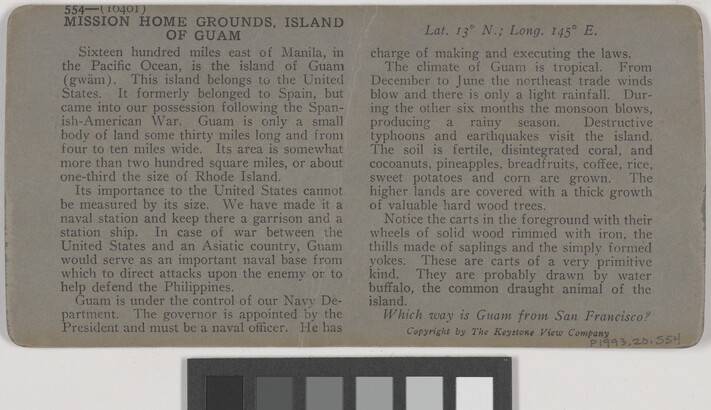 554—(10401)
MISSION HOME GROUNDS, ISLAND
OF GUAM
Sixteen hundred miles east of Manila, in
the Pacific Ocean, is the island of Guam
(gwäm). This island belongs to the United
States. It formerly belonged to Spain, but
came into our possession following the Span-
ish-American War. Guam is only a small
body of land some thirty miles long and from
four to ten miles wide. Its area is somewhat
more than two hundred square miles, or about
one-third the size of Rhode Island.
Its importance to the United States cannot
be measured by its size. We have made it a
naval station and keep there a garrison and a
station ship. In case of war between the
United States and an Asiatic country, Guam
would serve as an important naval base from
which to direct attacks upon the enemy or to
help defend the Philippines.
Guam is under the control of our Navy De-
partment. The governor is appointed by the
President and must be a naval officer. He has
Lat. 13° N.; Long. 145° E.
charge of making and executing the laws.
The climate of Guam is tropical. From
December to June the northeast trade winds
blow and there is only a light rainfall. Dur-
ing the other six months the monsoon blows,
producing a rainy season. Destructive
typhoons and earthquakes visit the island.
The soil is fertile, disintegrated coral, and
cocoanuts, pineapples, breadfruits, coffee, rice,
sweet potatoes and corn are grown. The
higher lands are covered with a thick growth
of valuable hard wood trees.
Notice the carts in the foreground with their
wheels of solid wood rimmed with iron, the
thills made of saplings and the simply formed
yokes. These are carts of a very primitive
kind. They are probably drawn by water
buffalo, the common draught animal of the
island.
Which way is Guam from San Francisco?
Copyright by The Keystone View Company
P1993.20.554